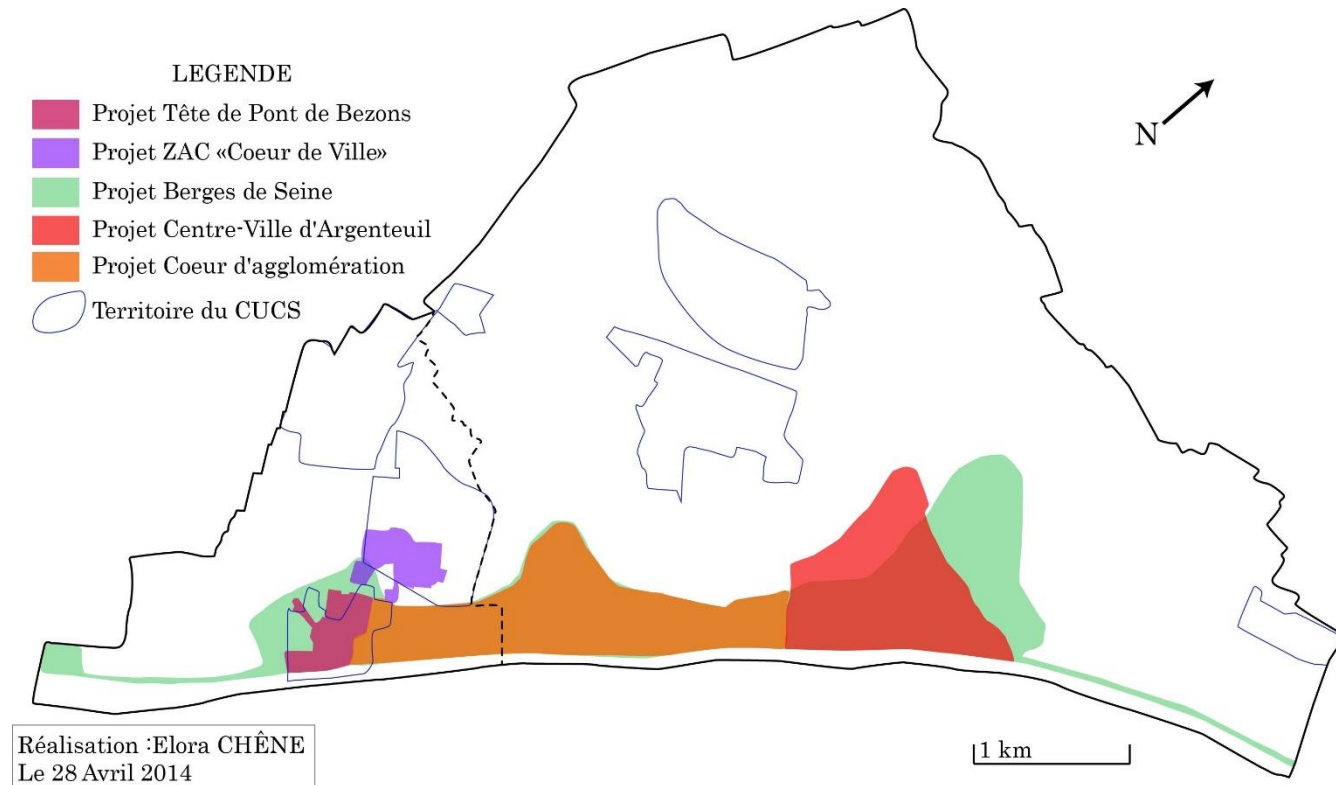 LEGENDE
Projet Tête de Pont de Bezons
Projet ZAC «Coeur de Ville»
Projet Berges de Seine
Projet Centre-Ville d'Argenteuil
Projet Coeur d'agglomération
Territoire du CUCS
N
1 km
Réalisation :Elora CHÊNE
Le 28 Avril 2014